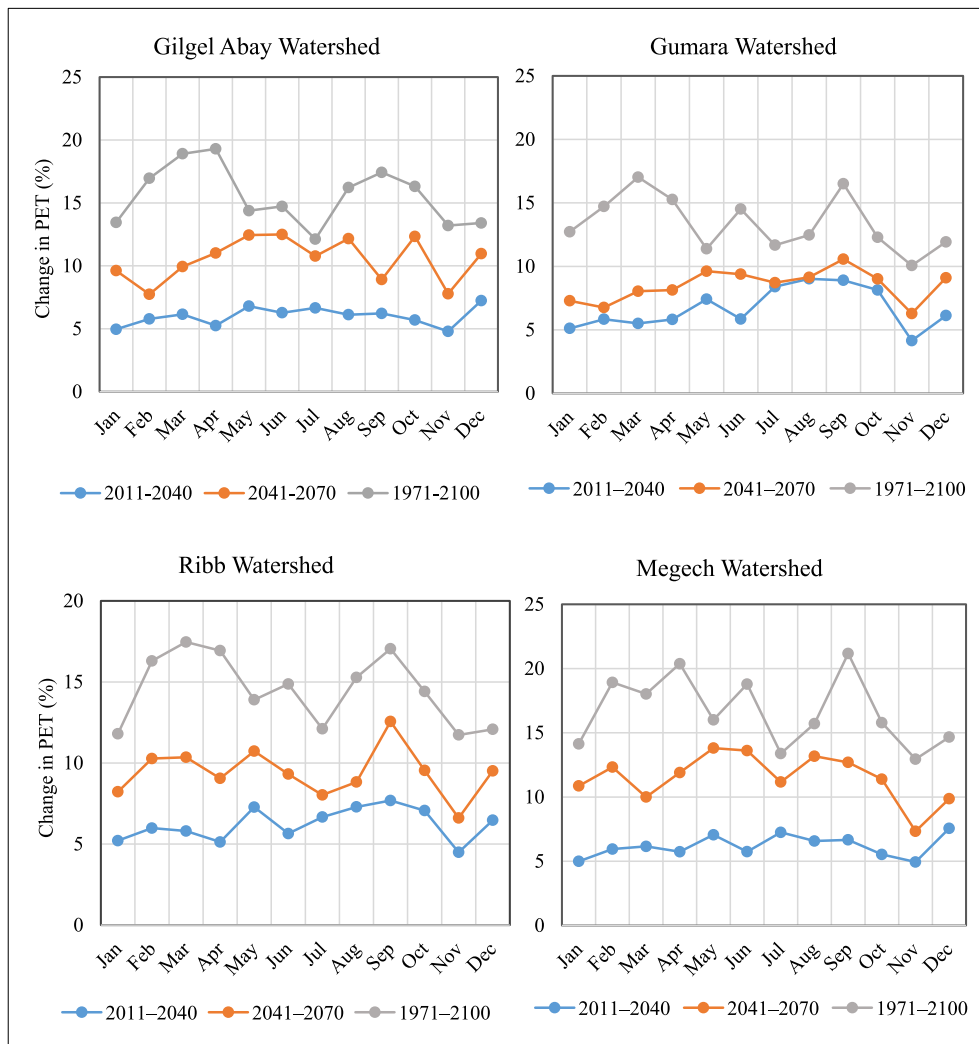 Gilgel Abay Watershed
Change in PET (%)
25
20
15
10
5
0
Jan Feb Mar Apr May Jun Jul Aug Sep Oct Nov Dec
2011-2040 2041-2070 1971-2100
Gumara Watershed
25
20
15
10
5
0
Jan Feb Mar Apr May Jun Jul Aug Sep Oct Nov Dec
2011–2040 2041–2070 1971–2100
Ribb Watershed
Change in PET (%)
20
15
10
5
0
Jan Feb Mar Apr May Jun Jul Aug Sep Oct Nov Dec
2011–2040 2041–2070 1971–2100
Megech Watershed
25
20
15
10
5
0
Jan Feb Mar Apr May Jun Jul Aug Sep Oct Nov Dec
2011–2040 2041–2070 1971–2100